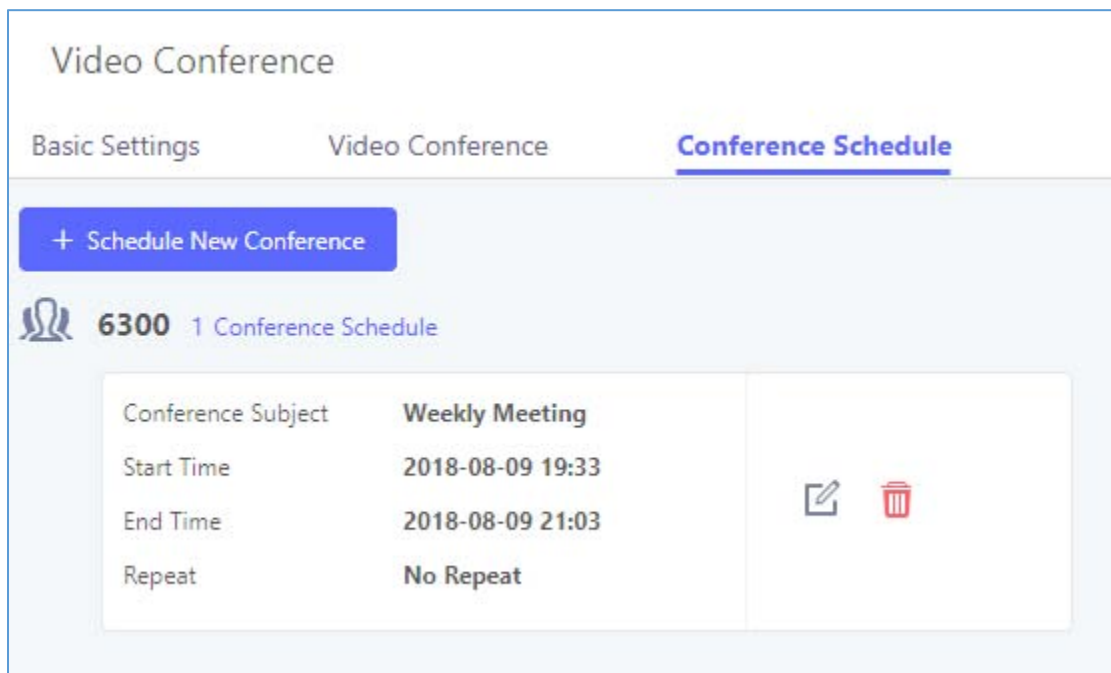 Video Conference
Basic Settings Video Conference Conference Schedule
+ Schedule New Conference
6300 1 Conference Schedule
Conference Subject Weekly Meeting
Start Time 2018-08-09 19:33
End Time 2018-08-09 21:03
Repeat No Repeat